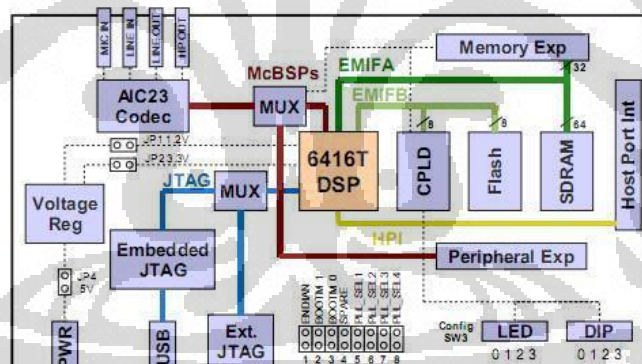 MIC IN
LINE IN
LINE OUT
HP OUT
AIC23
Codec
McBSPs
MUX
EMIFA
EMIFB
Memory Exp
32
8
8
64
6416T
DSP
CPLD
Flash
SDRAM
Host Port Int
JP1 1.2V
JP2 3.3V
Voltage
Reg
JTAG
MUX
HPI
Embedded
JTAG
Peripheral Exp
JP4
5V
PWR
USB
Ext.
JTAG
ENDIAN
BOOTM 1
BOOTM 0
SPARE
PLL_SEL1
PLL_SEL2
PLL_SEL3
PLL_SEL4
1 2 3 4 5 6 7 8
Config
SW3
LED
DIP
0 1 2 3
0 1 2 3